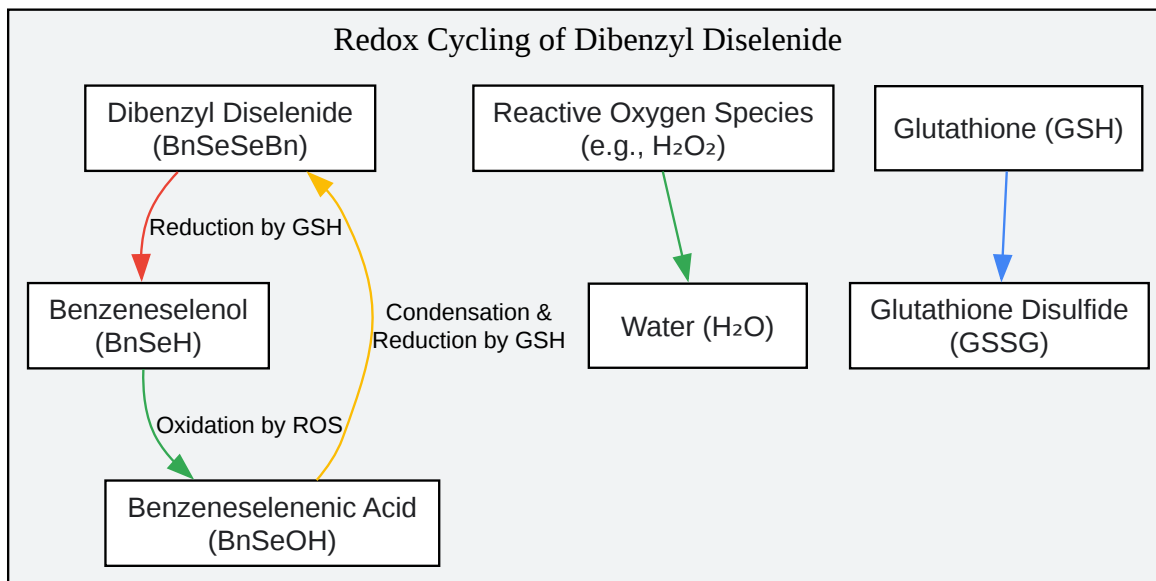 Redox Cycling of Dibenzyl Diselenide
Dibenzyl Diselenide
(BnSeSeBn)
Reactive Oxygen Species
(e.g., H₂O₂)
Glutathione (GSH)
Reduction by GSH
Benzeneselenol
(BnSeH)
Condensation &
Reduction by GSH
Water (H₂O)
Glutathione Disulfide
(GSSG)
Oxidation by ROS
Benzeneselenenic Acid
(BnSeOH)